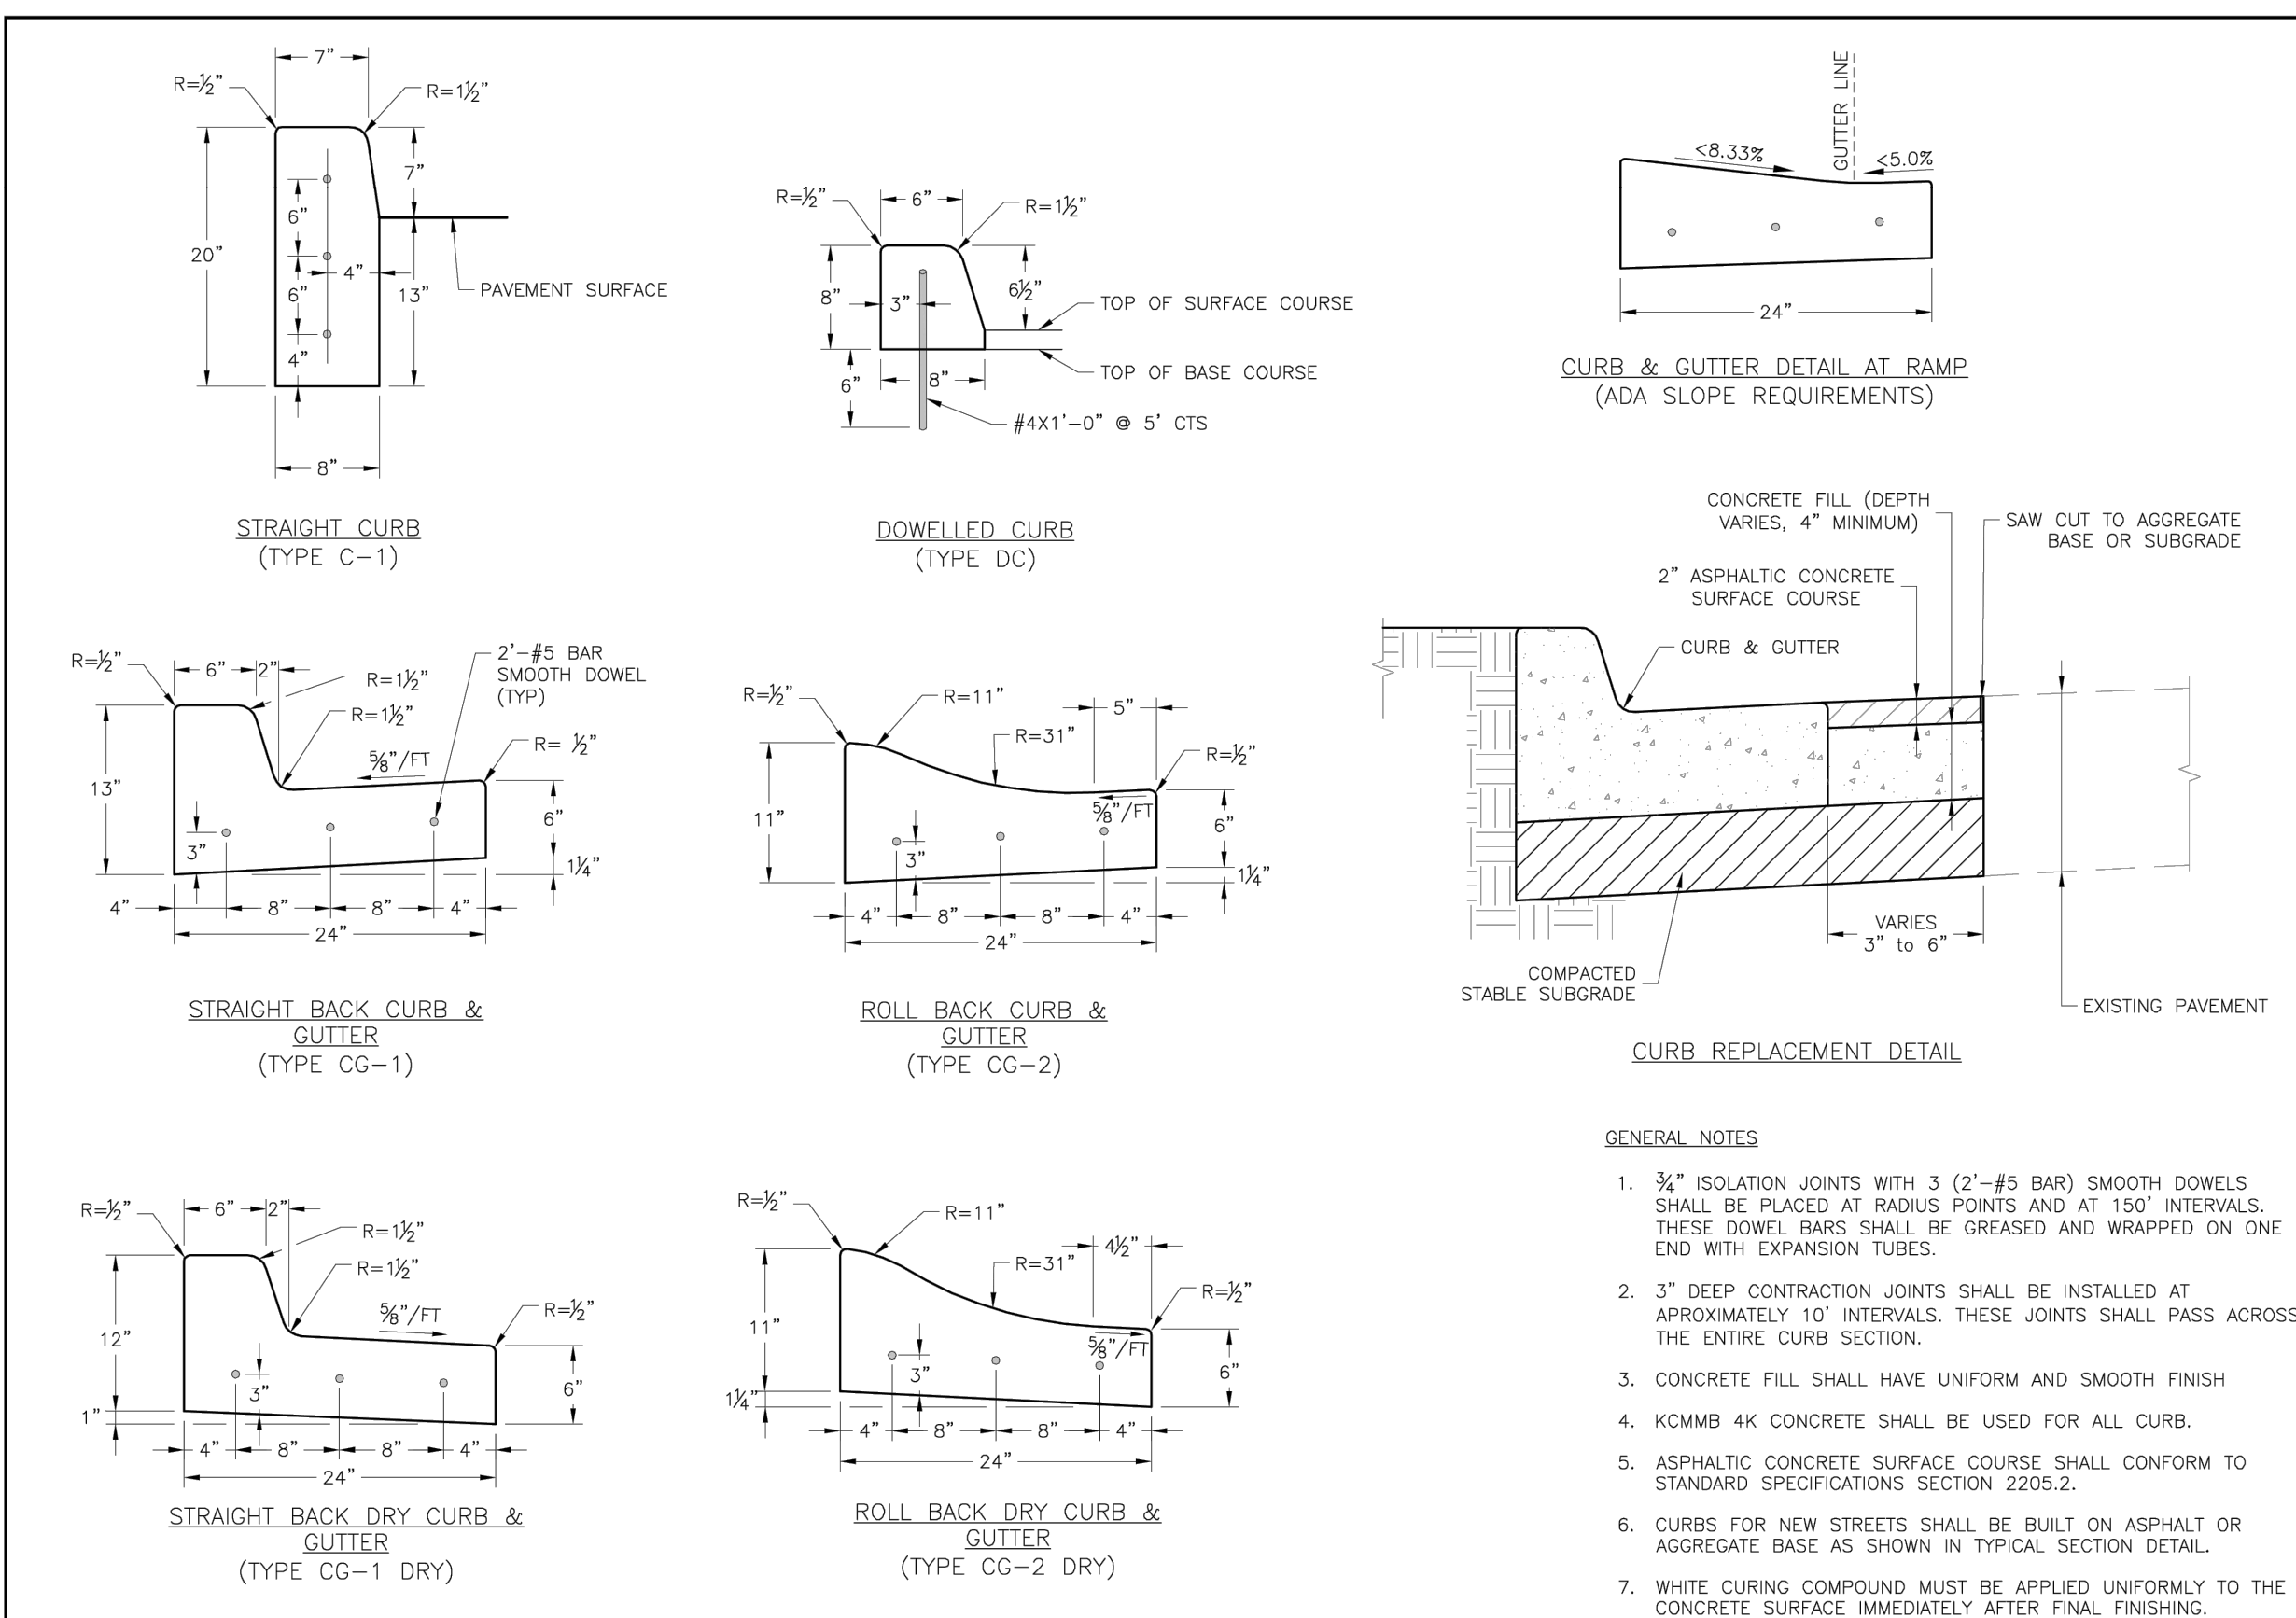 7"
R=½"
R=1½"
7"
6"
20"
4"
6"
13"
PAVEMENT SURFACE
4"
8"
STRAIGHT CURB
(TYPE C-1)
R=½"
6"
R=1½"
8"
3"
6½"
TOP OF SURFACE COURSE
TOP OF BASE COURSE
6"
8"
#4X1'-0" @ 5' CTS
DOWELLED CURB
(TYPE DC)
GUTTER LINE
<8.33%
<5.0%
24"
CURB & GUTTER DETAIL AT RAMP
(ADA SLOPE REQUIREMENTS)
R=½"
6"
2"
R=1½"
R=1½"
2'-#5 BAR
SMOOTH DOWEL
(TYP)
R= ½"
⅝"/FT
13"
3"
6"
1¼"
4"
8"
8"
4"
24"
STRAIGHT BACK CURB &
GUTTER
(TYPE CG-1)
R=½"
R=11"
R=31"
5"
R=½"
⅝"/FT
11"
3"
6"
1¼"
4"
8"
8"
4"
24"
ROLL BACK CURB &
GUTTER
(TYPE CG-2)
CONCRETE FILL (DEPTH
VARIES, 4" MINIMUM)
SAW CUT TO AGGREGATE
BASE OR SUBGRADE
2" ASPHALTIC CONCRETE
SURFACE COURSE
CURB & GUTTER
VARIES
3" to 6"
COMPACTED
STABLE SUBGRADE
EXISTING PAVEMENT
CURB REPLACEMENT DETAIL
R=½"
6"
2"
R=1½"
R=1½"
⅝"/FT
R=½"
12"
3"
6"
1"
4"
8"
8"
4"
24"
STRAIGHT BACK DRY CURB &
GUTTER
(TYPE CG-1 DRY)
R=½"
R=11"
R=31"
4½"
R=½"
⅝"/FT
11"
3"
6"
1¼"
4"
8"
8"
4"
24"
ROLL BACK DRY CURB &
GUTTER
(TYPE CG-2 DRY)
GENERAL NOTES
1. ¾" ISOLATION JOINTS WITH 3 (2'-#5 BAR) SMOOTH DOWELS
SHALL BE PLACED AT RADIUS POINTS AND AT 150' INTERVALS.
THESE DOWEL BARS SHALL BE GREASED AND WRAPPED ON ONE
END WITH EXPANSION TUBES.
2. 3" DEEP CONTRACTION JOINTS SHALL BE INSTALLED AT
APROXIMATELY 10' INTERVALS. THESE JOINTS SHALL PASS ACROSS
THE ENTIRE CURB SECTION.
3. CONCRETE FILL SHALL HAVE UNIFORM AND SMOOTH FINISH
4. KCMMB 4K CONCRETE SHALL BE USED FOR ALL CURB.
5. ASPHALTIC CONCRETE SURFACE COURSE SHALL CONFORM TO
STANDARD SPECIFICATIONS SECTION 2205.2.
6. CURBS FOR NEW STREETS SHALL BE BUILT ON ASPHALT OR
AGGREGATE BASE AS SHOWN IN TYPICAL SECTION DETAIL.
7. WHITE CURING COMPOUND MUST BE APPLIED UNIFORMLY TO THE
CONCRETE SURFACE IMMEDIATELY AFTER FINAL FINISHING.